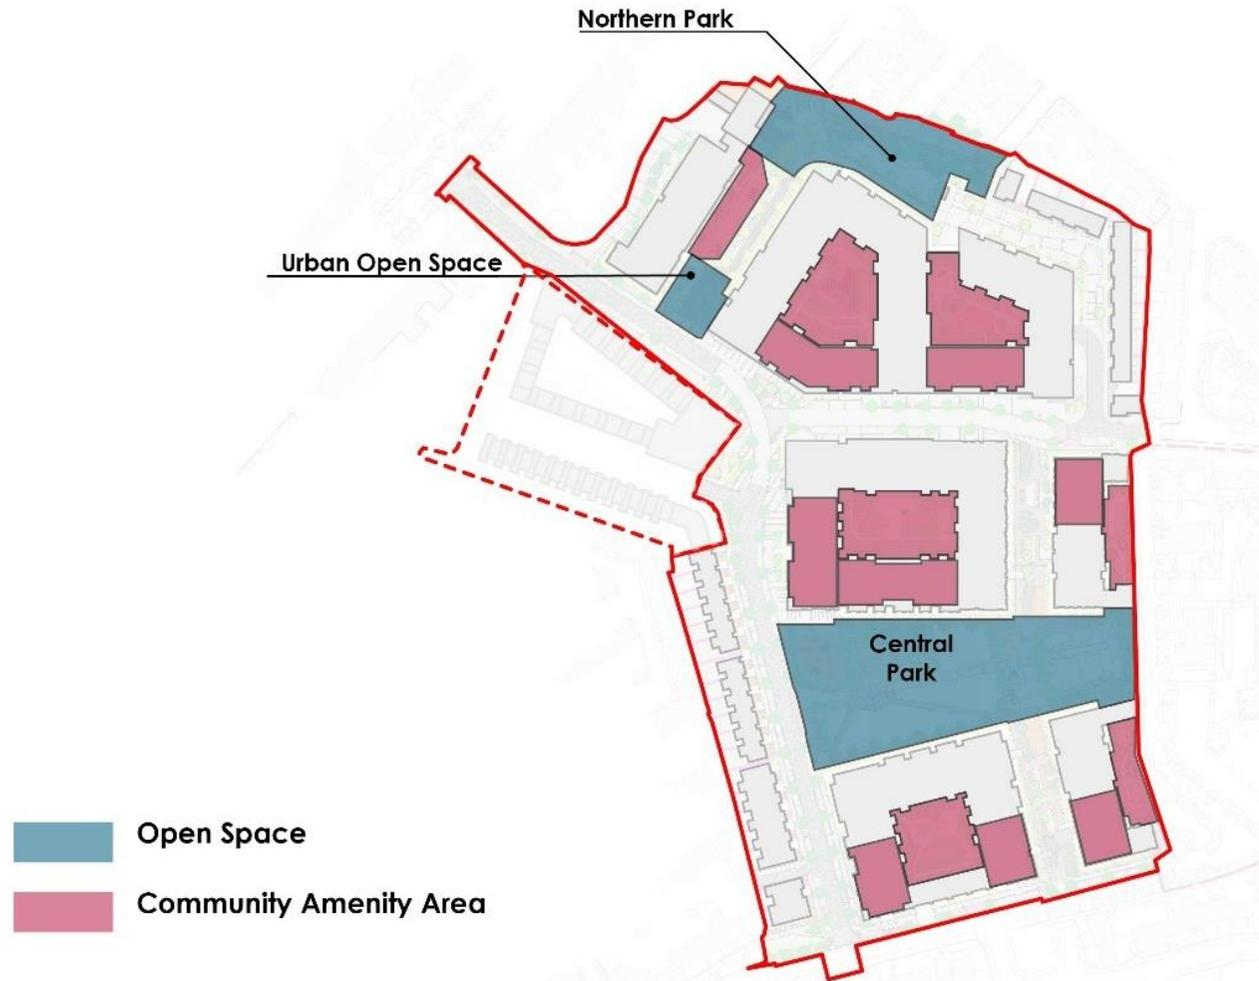 Northern Park
Urban Open Space
Central
Park
Open Space
Community Amenity Area